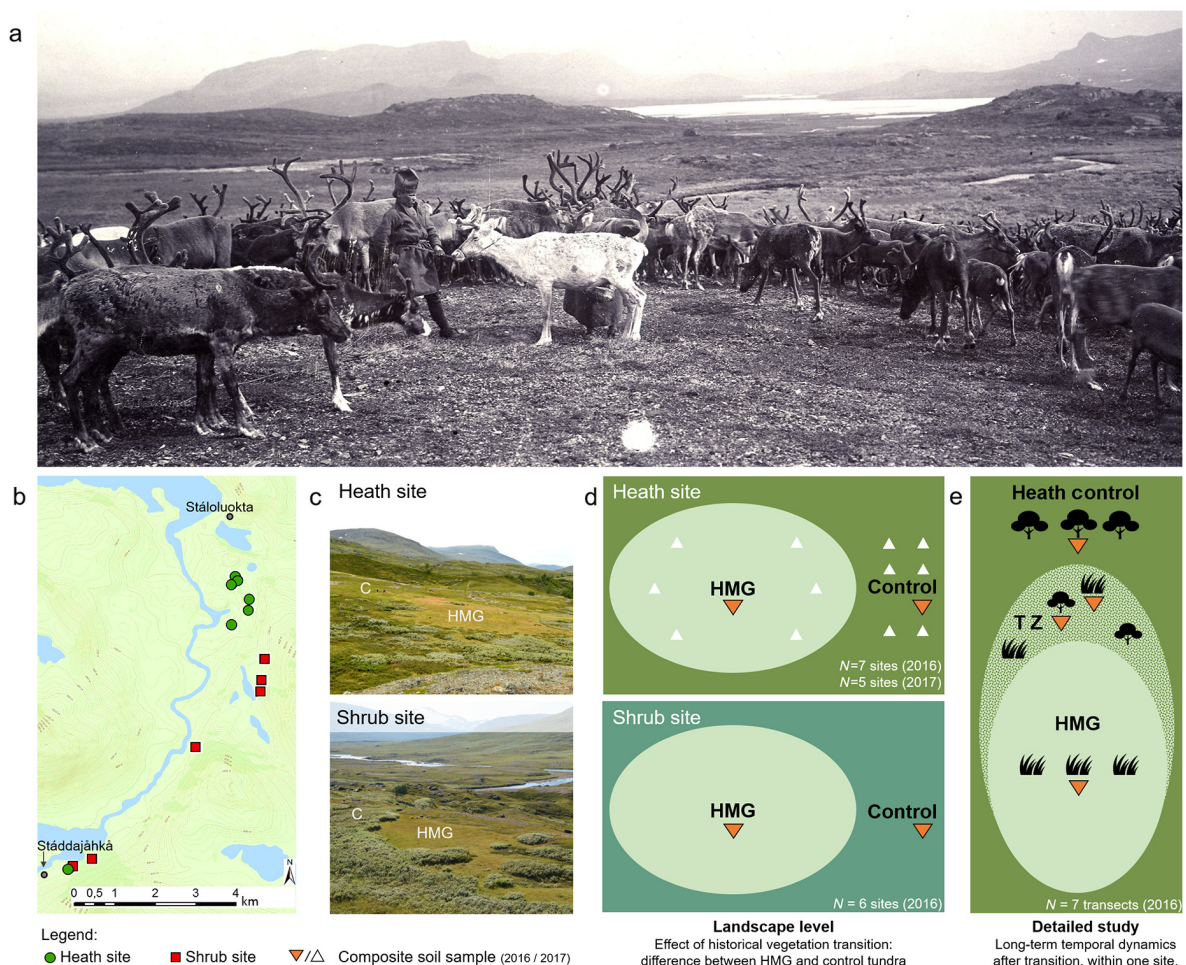 a
b
Stáloluokta
Stáddajåhkå
N
0 0,5 1 2 3 4
km
c
Heath site
C
HMG
Shrub site
C
HMG
d
Heath site
HMG
Control
N=7 sites (2016)
N=5 sites (2017)
Shrub site
HMG
Control
N = 6 sites (2016)
Landscape level
Effect of historical vegetation transition:
difference between HMG and control tundra
e
Heath control
TZ
HMG
N = 7 transects (2016)
Detailed study
Long-term temporal dynamics
after transition, within one site.
Legend:
Heath site
Shrub site
/
Composite soil sample (2016 / 2017)